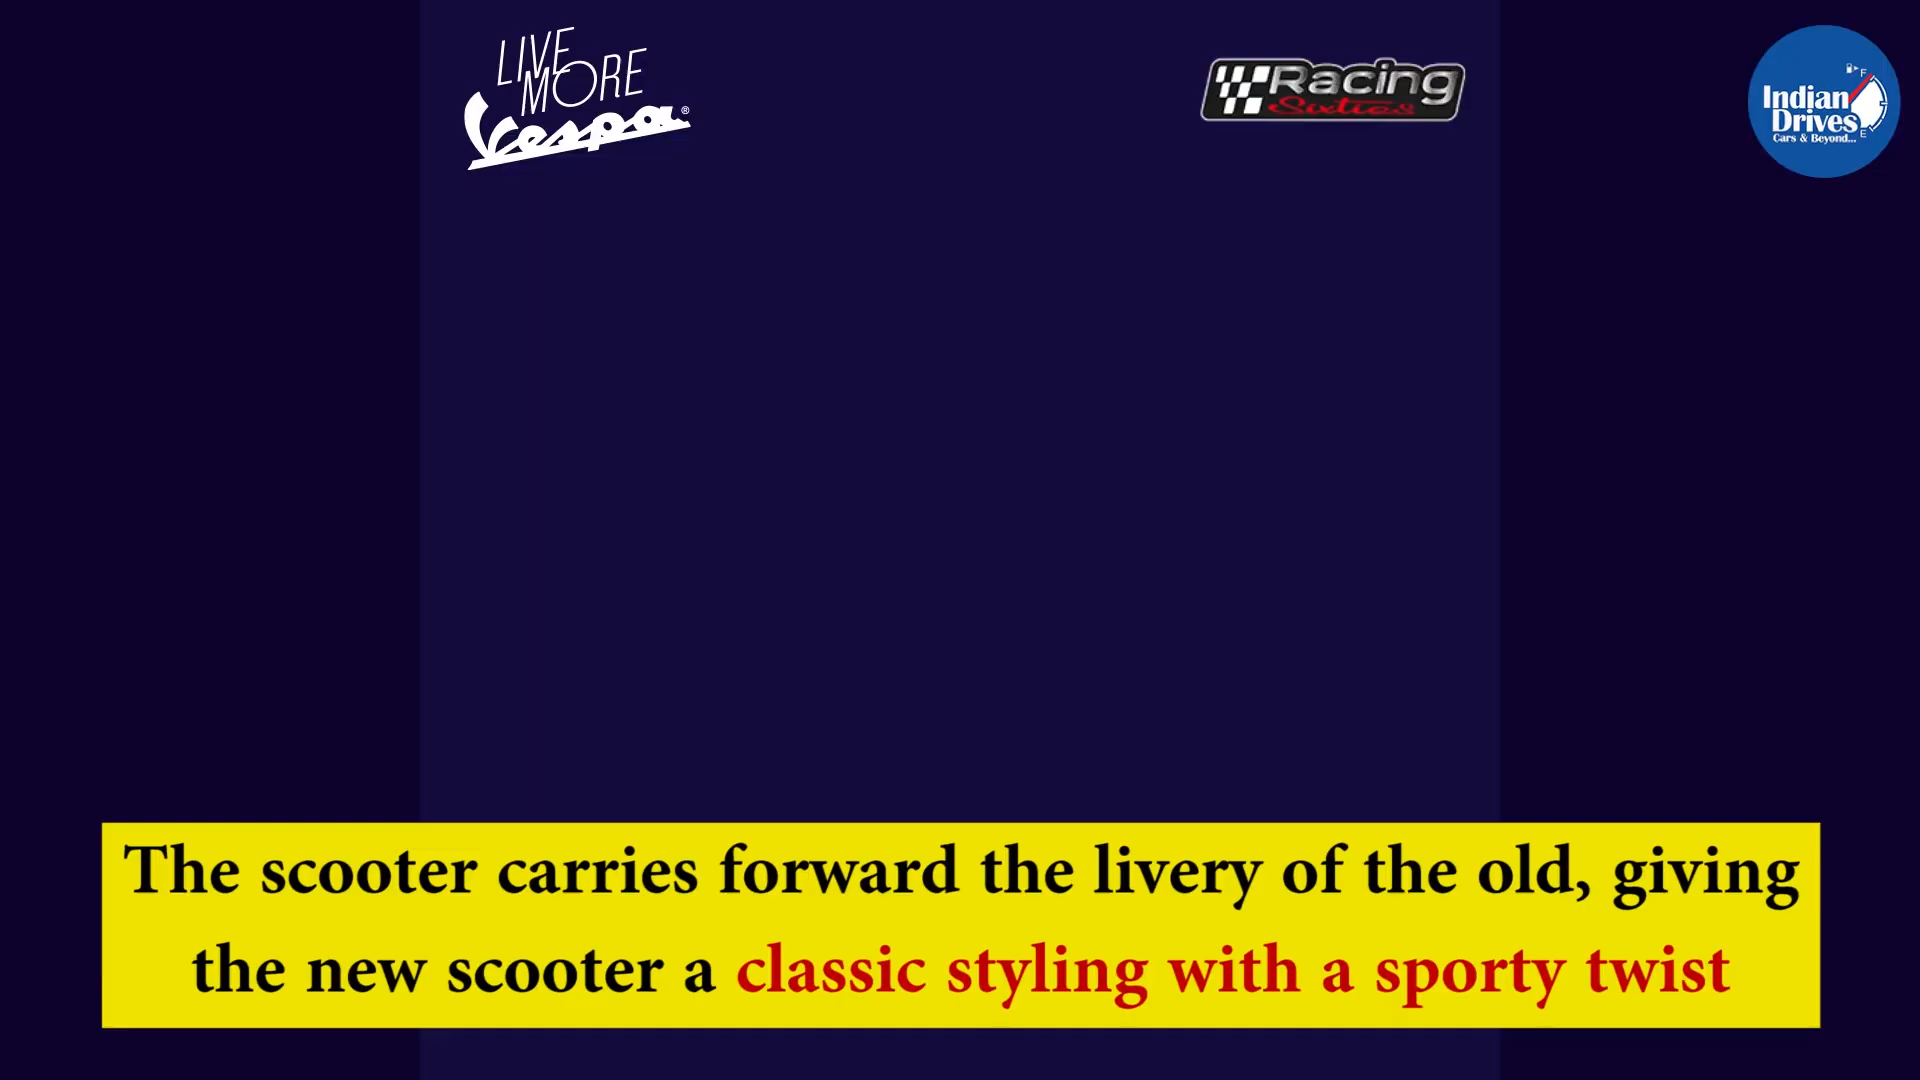 LIVE
MORE
Vespa®
Racing
Sixties
F
Indian
Drives
E
Cars & Beyond...
The scooter carries forward the livery of the old, giving
the new scooter a classic styling with a sporty twist